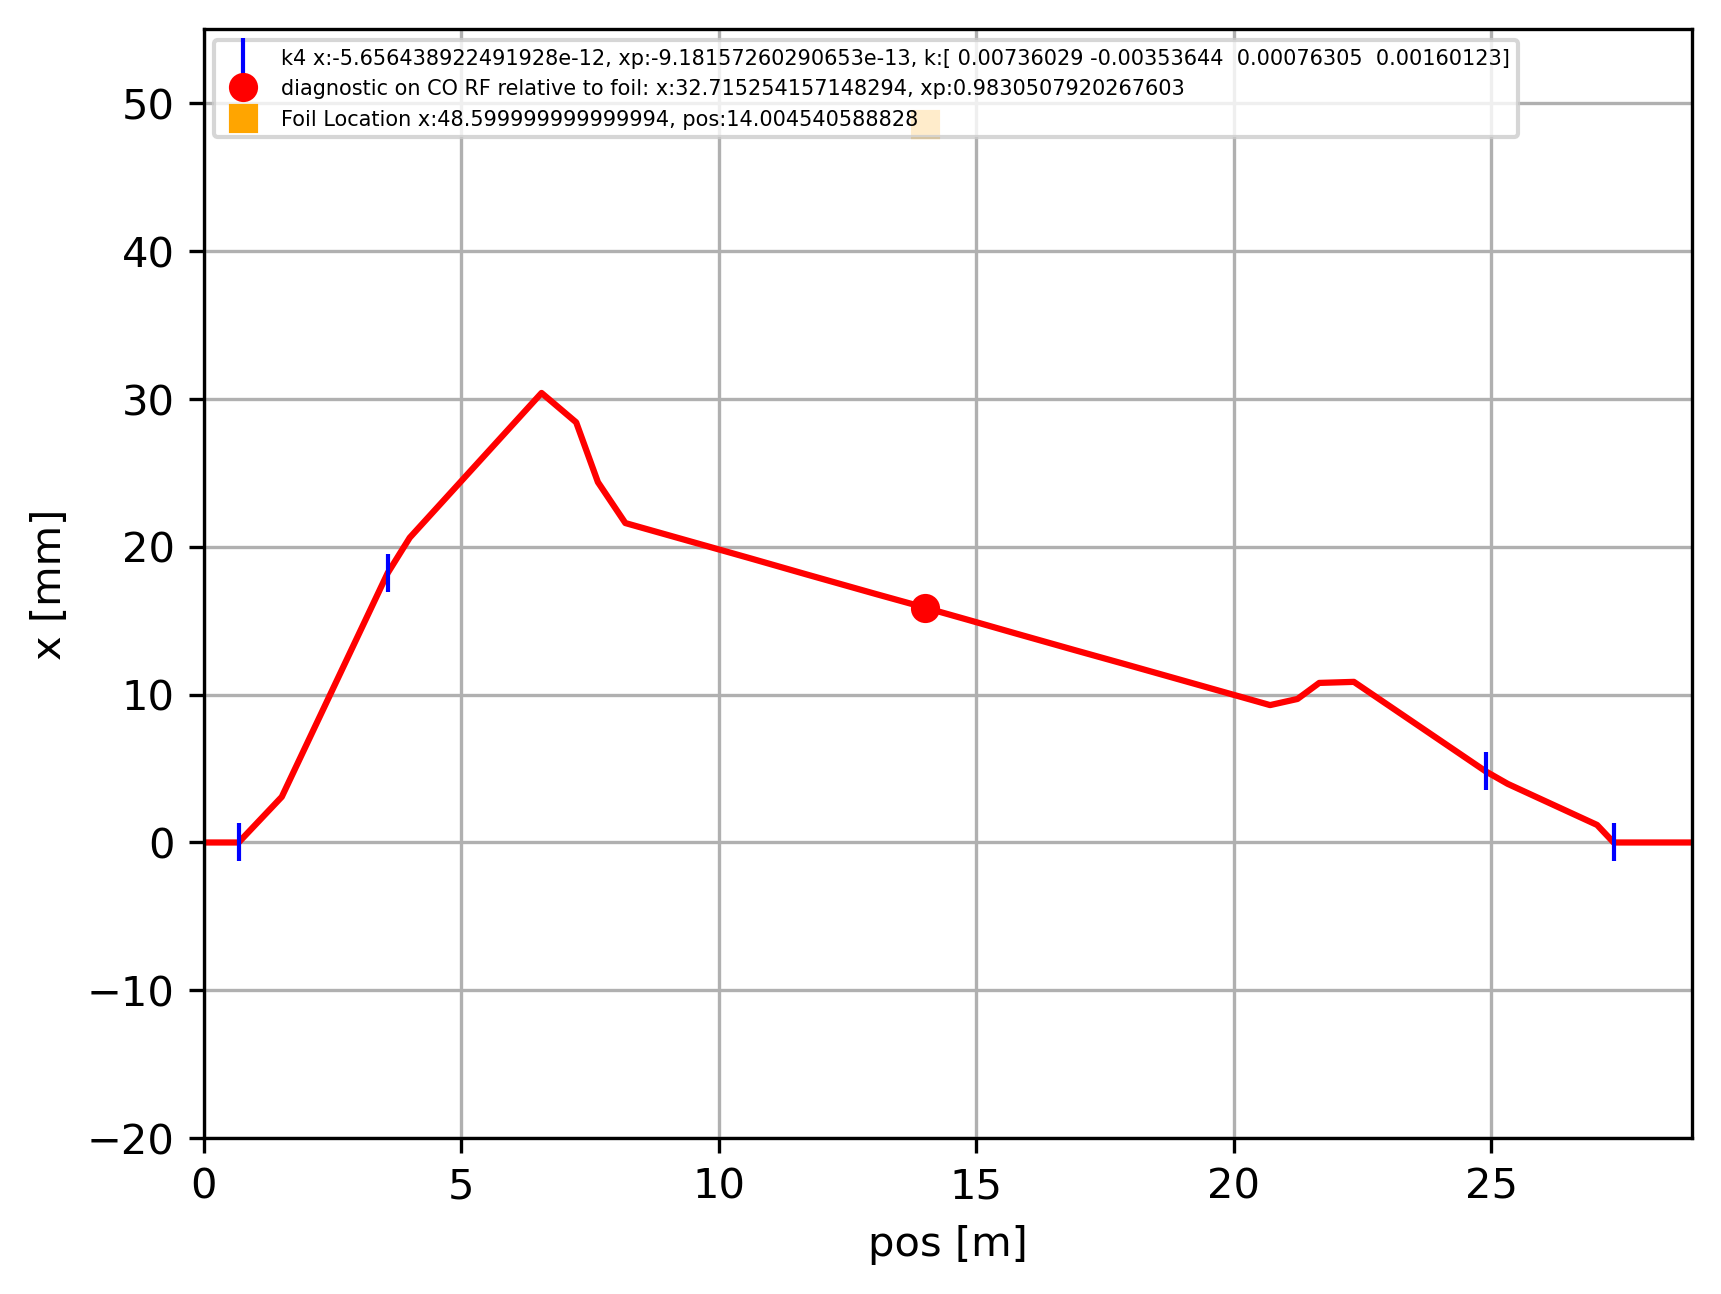 k4 x:-5.656438922491928e-12, xp:-9.18157260290653e-13, k:[ 0.00736029 -0.00353644  0.00076305  0.00160123]
diagnostic on CO RF relative to foil: x:32.715254157148294, xp:0.9830507920267603
Foil Location x:48.599999999999994, pos:14.004540588828
50
40
30
20
10
0
−10
−20
x [mm]
0 5 10 15 20 25
pos [m]